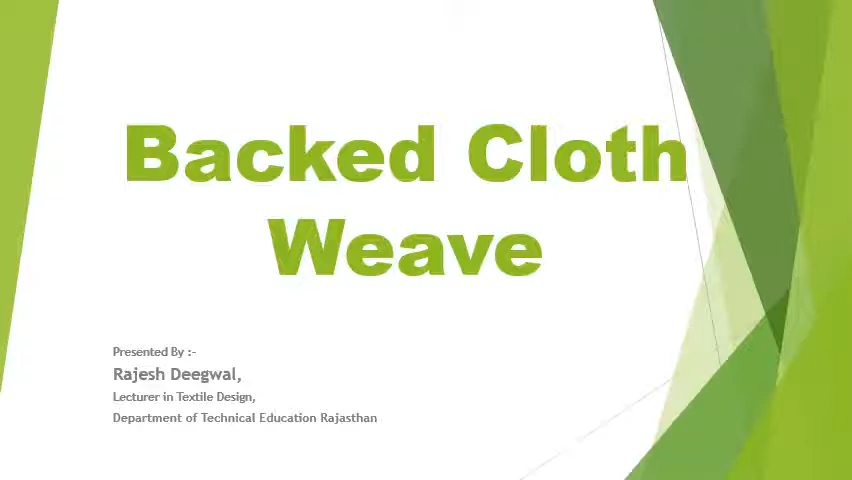 Backed Cloth
Weave
Presented By :-
Rajesh Deegwal,
Lecturer in Textile Design,
Department of Technical Education Rajasthan